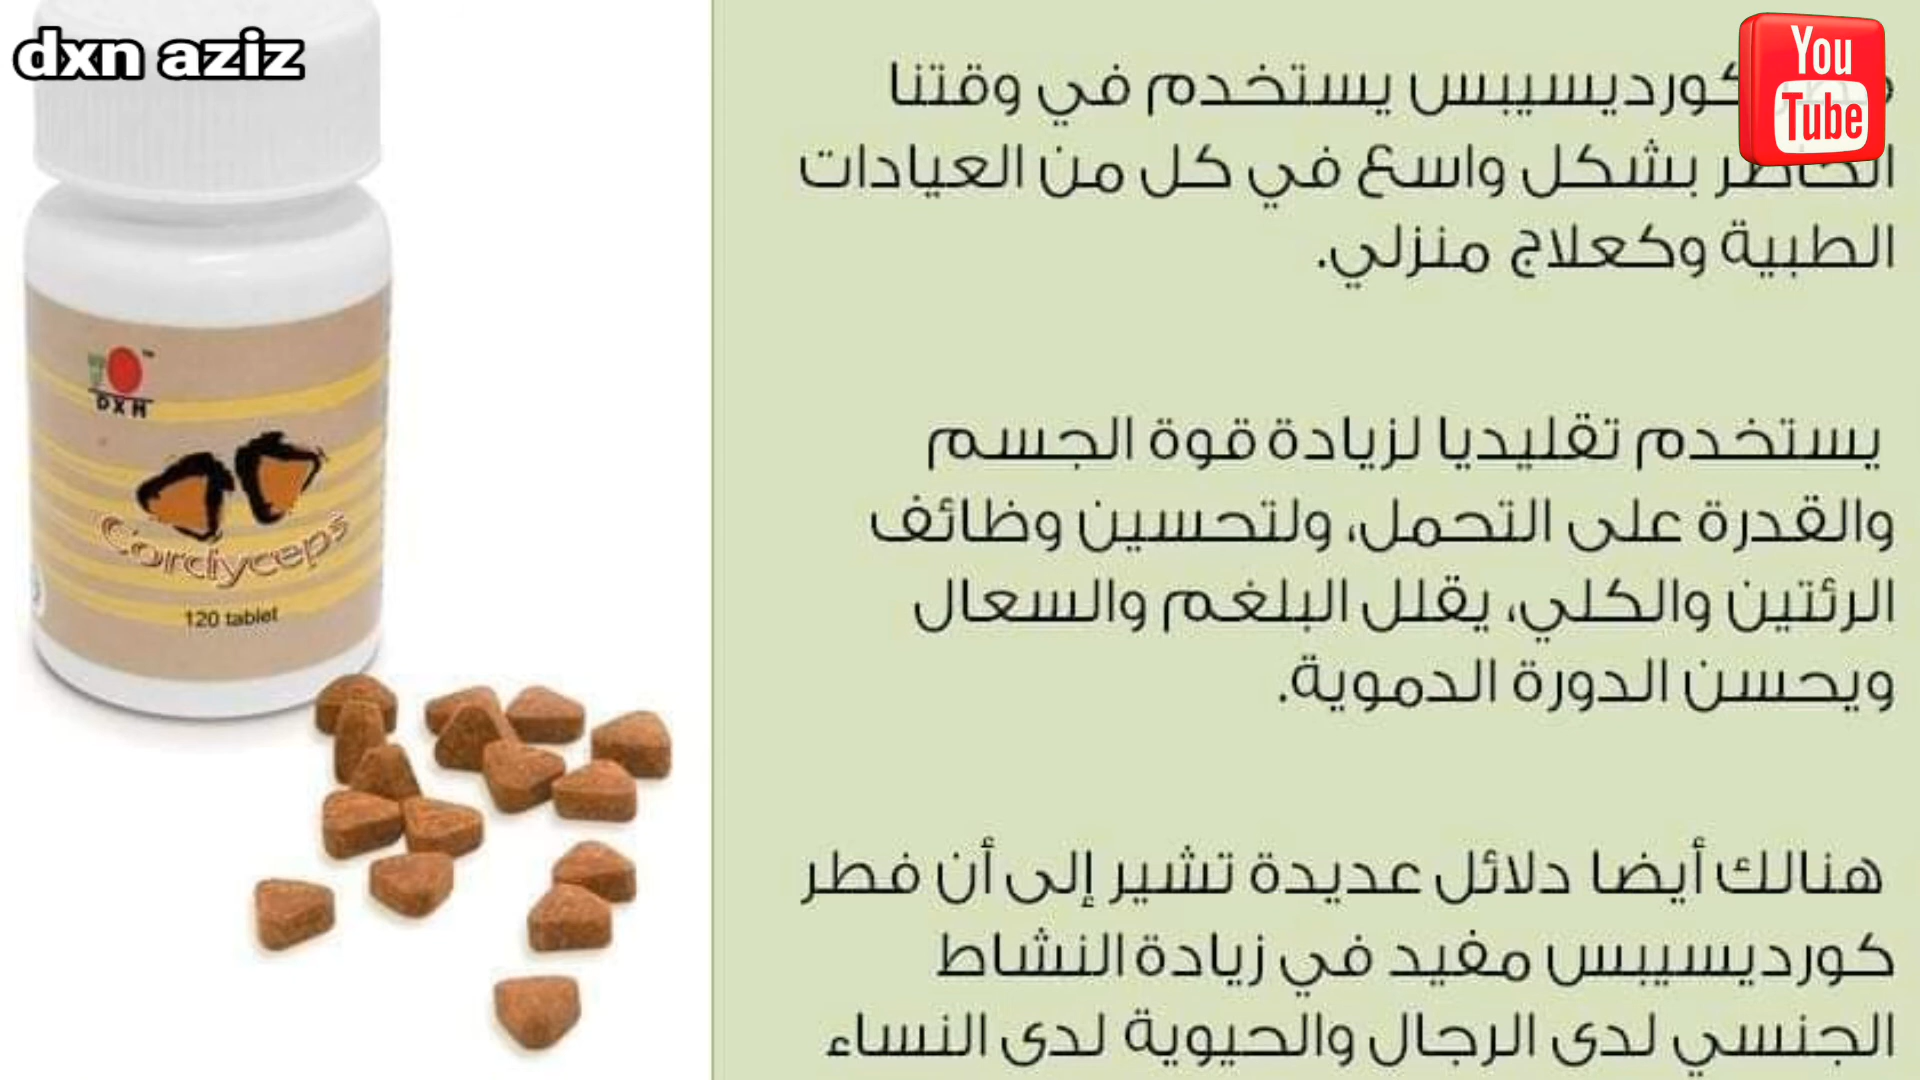 dxn aziz
You
Tube
DXN
Cordyceps
120 tablet
كورديسيبس يستخدم في وقتنا
الحاضر بشكل واسع في كل من العيادات
الطبية وكعلاج منزلي.
يستخدم تقليديا لزيادة قوة الجسم
والقدرة على التحمل، ولتحسين وظائف
الرئتين والكلي، يقلل البلغم والسعال
ويحسن الدورة الدموية.
هنالك أيضا دلائل عديدة تشير إلى أن فطر
كورديسيبس مفيد في زيادة النشاط
الجنسي لدى الرجال والحيوية لدى النساء